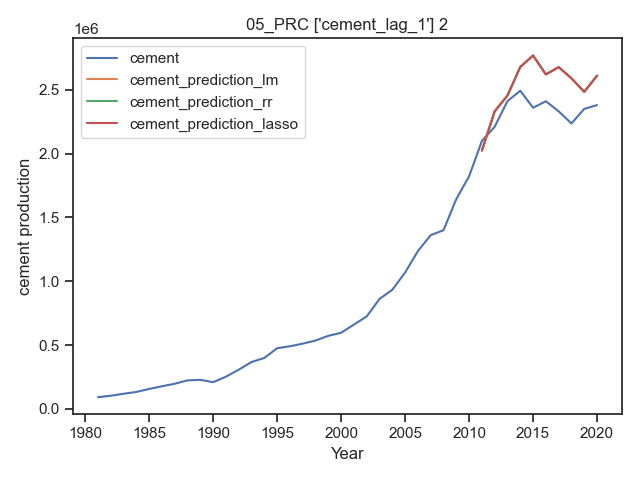 05_PRC ['cement_lag_1'] 2
1e6
cement
cement_prediction_lm
cement_prediction_rr
cement_prediction_lasso
cement production
2.5
2.0
1.5
1.0
0.5
0.0
1980 1985 1990 1995 2000 2005 2010 2015 2020
Year